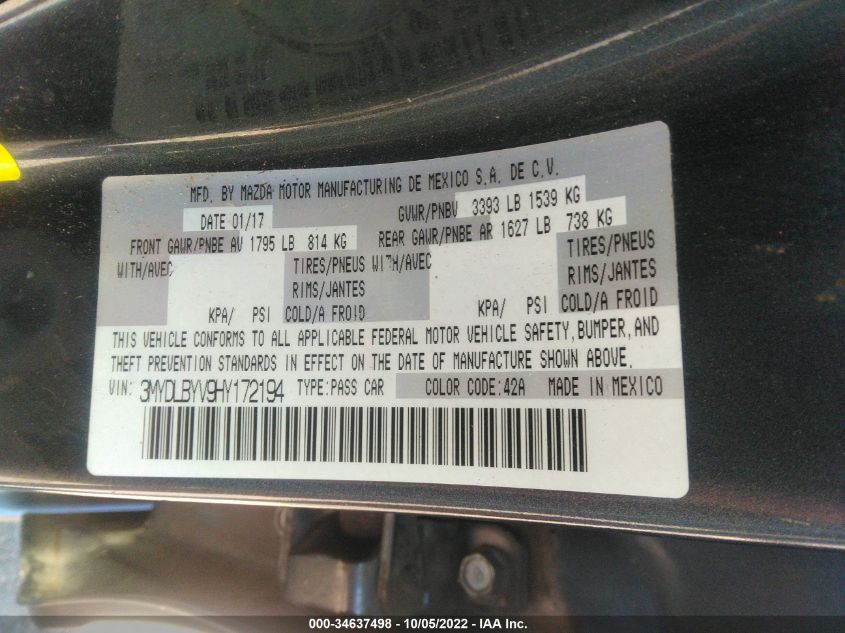 MFD. BY MAZDA MOTOR MANUFACTURING DE MEXICO S.A. DE C.V.
DATE 01/17 GVWR/PNBV 3393 LB 1539 KG
FRONT GAWR/PNBE AV 1795 LB 814 KG REAR GAWR/PNBE AR 1627 LB 738 KG
WITH/AVEC TIRES/PNEUS WITH/AVEC TIRES/PNEUS
RIMS/JANTES RIMS/JANTES
KPA/ PSI COLD/A FROID KPA/ PSI COLD/A FROID
THIS VEHICLE CONFORMS TO ALL APPLICABLE FEDERAL MOTOR VEHICLE SAFETY, BUMPER, AND
THEFT PREVENTION STANDARDS IN EFFECT ON THE DATE OF MANUFACTURE SHOWN ABOVE.
VIN: 3MYDLBYV9HY172194 TYPE:PASS CAR COLOR CODE:42A MADE IN MEXICO
000-34637498 - 10/05/2022 - IAA Inc.